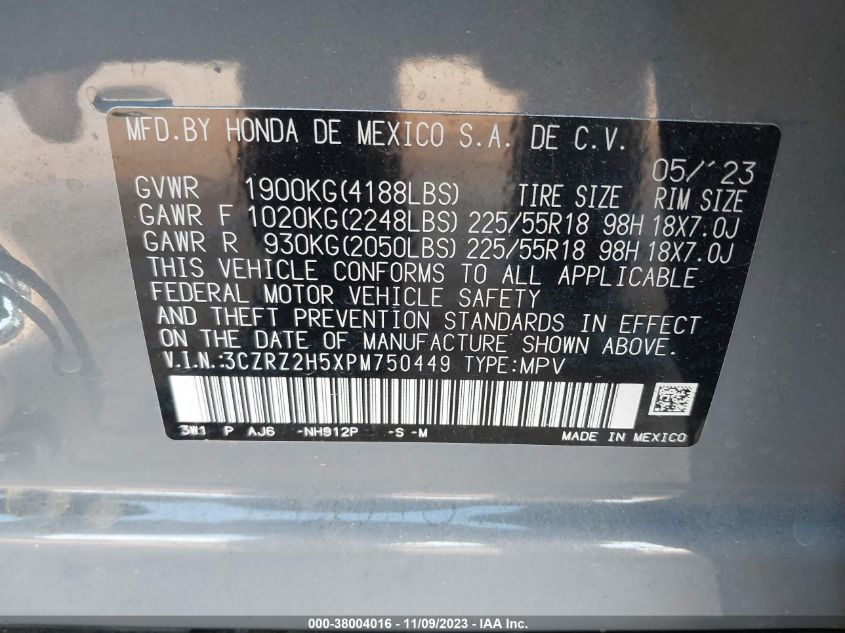 MFD.BY HONDA DE MEXICO S.A. DE C.V.
05/'23
GVWR 1900KG(4188LBS) TIRE SIZE RIM SIZE
GAWR F 1020KG(2248LBS) 225/55R18 98H 18X7.0J
GAWR R 930KG(2050LBS) 225/55R18 98H 18X7.0J
THIS VEHICLE CONFORMS TO ALL APPLICABLE
FEDERAL MOTOR VEHICLE SAFETY
AND THEFT PREVENTION STANDARDS IN EFFECT
ON THE DATE OF MANUFACTURE SHOWN ABOVE.
V.I.N.:3CZRZ2H5XPM750449 TYPE:MPV
3W1 P AJ6 -NH912P -S -M
MADE IN MEXICO
000-38004016 - 11/09/2023 - IAA Inc.